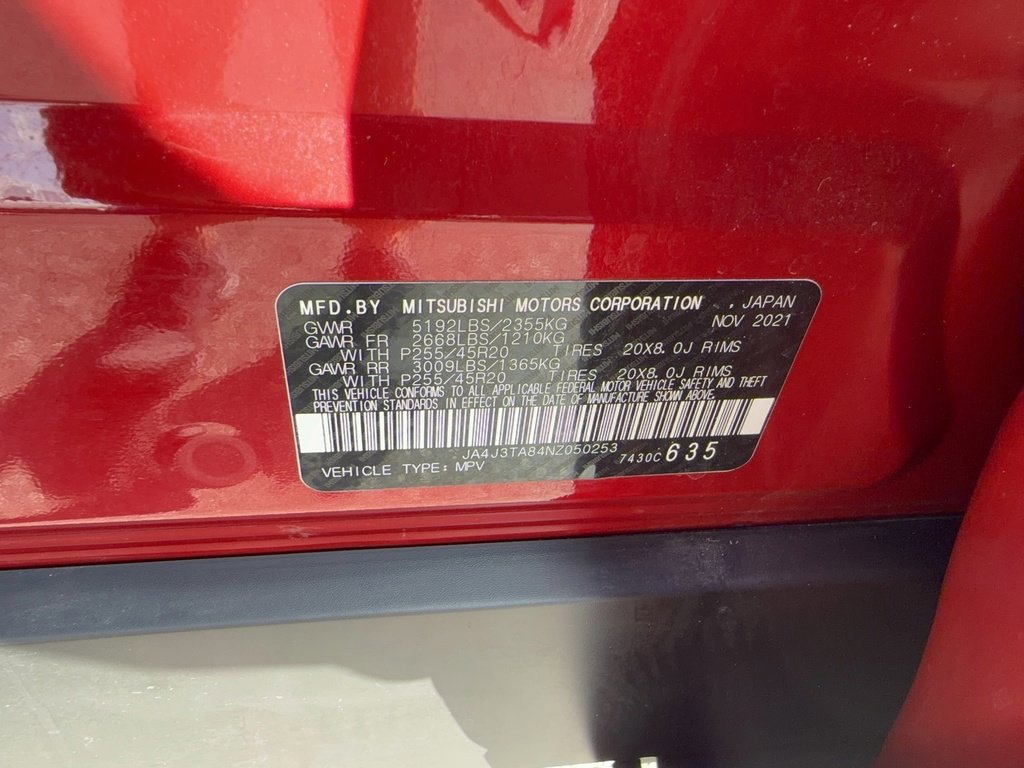 MFD.BY MITSUBISHI MOTORS CORPORATION , JAPAN
GVWR 5192LBS/2355KG NOV 2021
GAWR FR 2668LBS/1210KG
WITH P255/45R20 TIRES 20X8.0J RIMS
GAWR RR 3009LBS/1365KG
WITH P255/45R20 TIRES 20X8.0J RIMS
THIS VEHICLE CONFORMS TO ALL APPLICABLE FEDERAL MOTOR VEHICLE SAFETY AND THEFT
PREVENTION STANDARDS IN EFFECT ON THE DATE OF MANUFACTURE SHOWN ABOVE.
JA4J3TA84NZ050253
VEHICLE TYPE: MPV 7430C 635